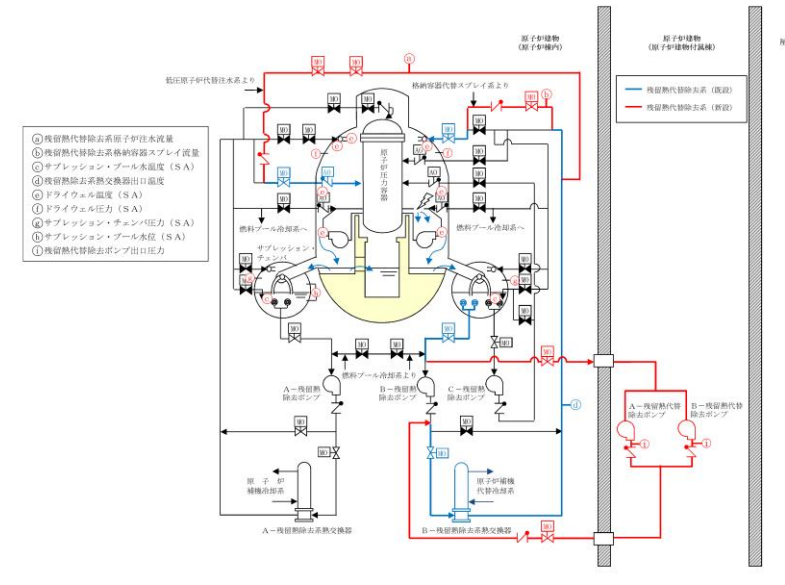 原子炉建物
(原子炉棟内)
原子炉建物
(原子炉建物付属棟)
残留熱代替除去系(既設)
残留熱代替除去系(新設)
低圧原子炉代替注水系より
格納容器代替スプレイ系より
ⓐ残留熱代替除去系原子炉注水流量
ⓑ残留熱代替除去系格納容器スプレイ流量
ⓒサプレッション・プール水温度(SA)
ⓓ残留熱除去系熱交換器出口温度
ⓔドライウェル温度(SA)
ⓕドライウェル圧力(SA)
ⓖサプレッション・チェンバ圧力(SA)
ⓗサプレッション・プール水位(SA)
ⓘ残留熱代替除去ポンプ出口圧力
原子炉圧力容器
燃料プール冷却系へ
燃料プール冷却系へ
サプレッション・
チェンバ
燃料プール冷却系より
A-残留熱
除去ポンプ
B-残留熱
除去ポンプ
C-残留熱
除去ポンプ
A-残留熱代替
除去ポンプ
B-残留熱代替
除去ポンプ
原子炉
補機冷却系
原子炉補機
代替冷却系
A-残留熱除去系熱交換器
B-残留熱除去系熱交換器